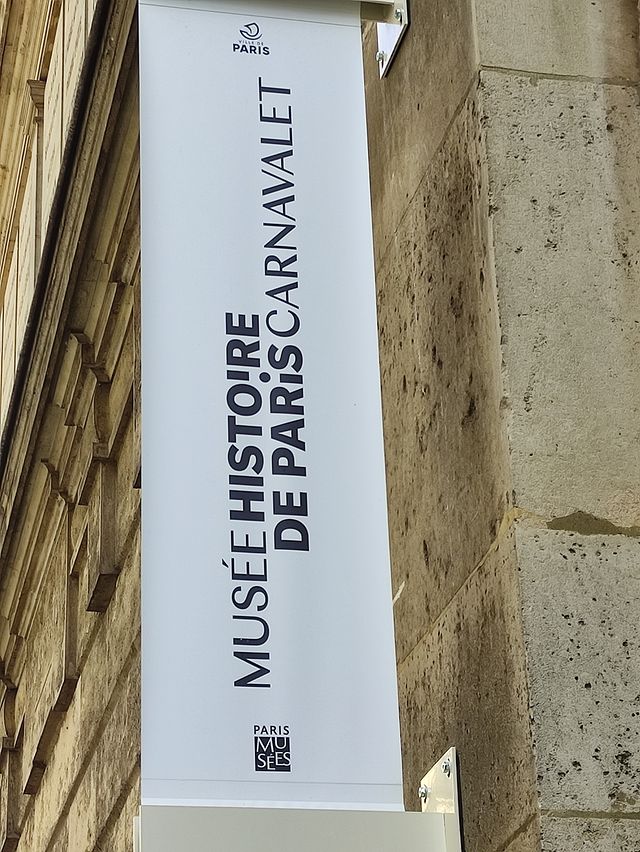 VILLE DE
PARIS
MUSÉE HISTOIRE
DE PARIS CARNAVALET
PARIS
MU
SÉES